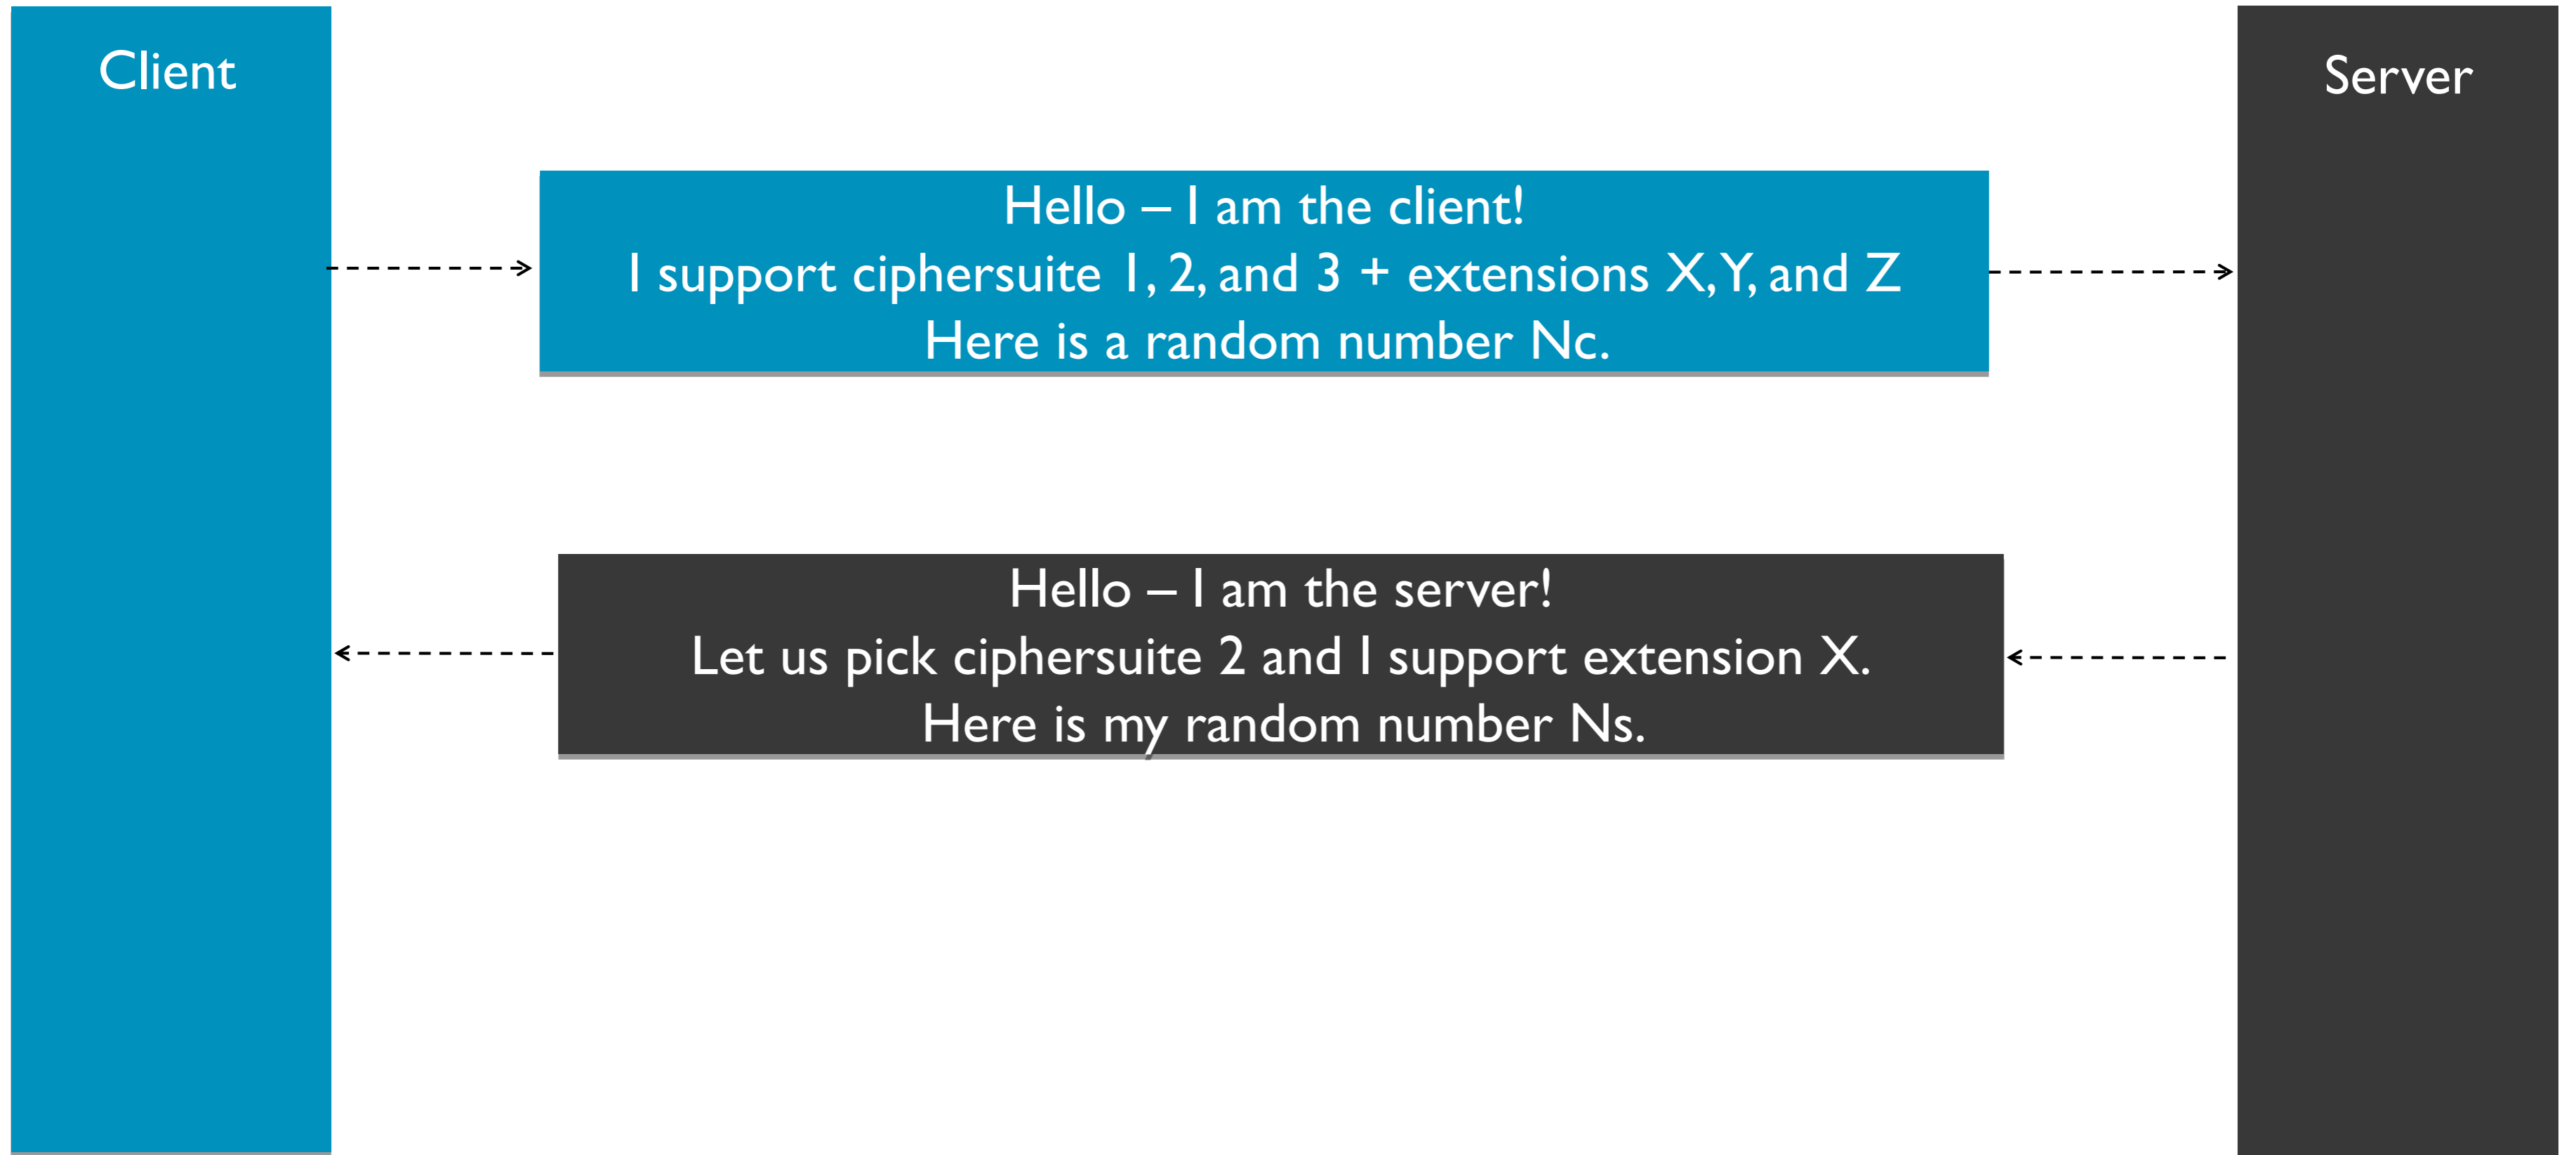 Client
Server
Hello – I am the client!
I support ciphersuite 1, 2, and 3 + extensions X, Y, and Z
Here is a random number Nc.
Hello – I am the server!
Let us pick ciphersuite 2 and I support extension X.
Here is my random number Ns.